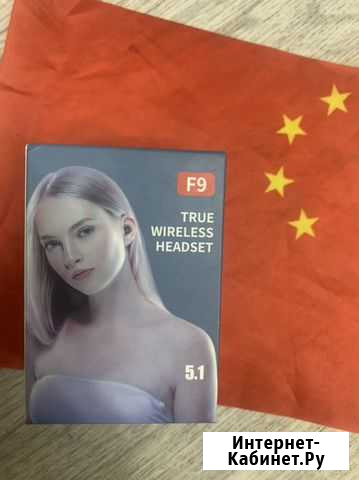 F9
TRUE
WIRELESS
HEADSET
5.1
Интернет-
Кабинет.Ру